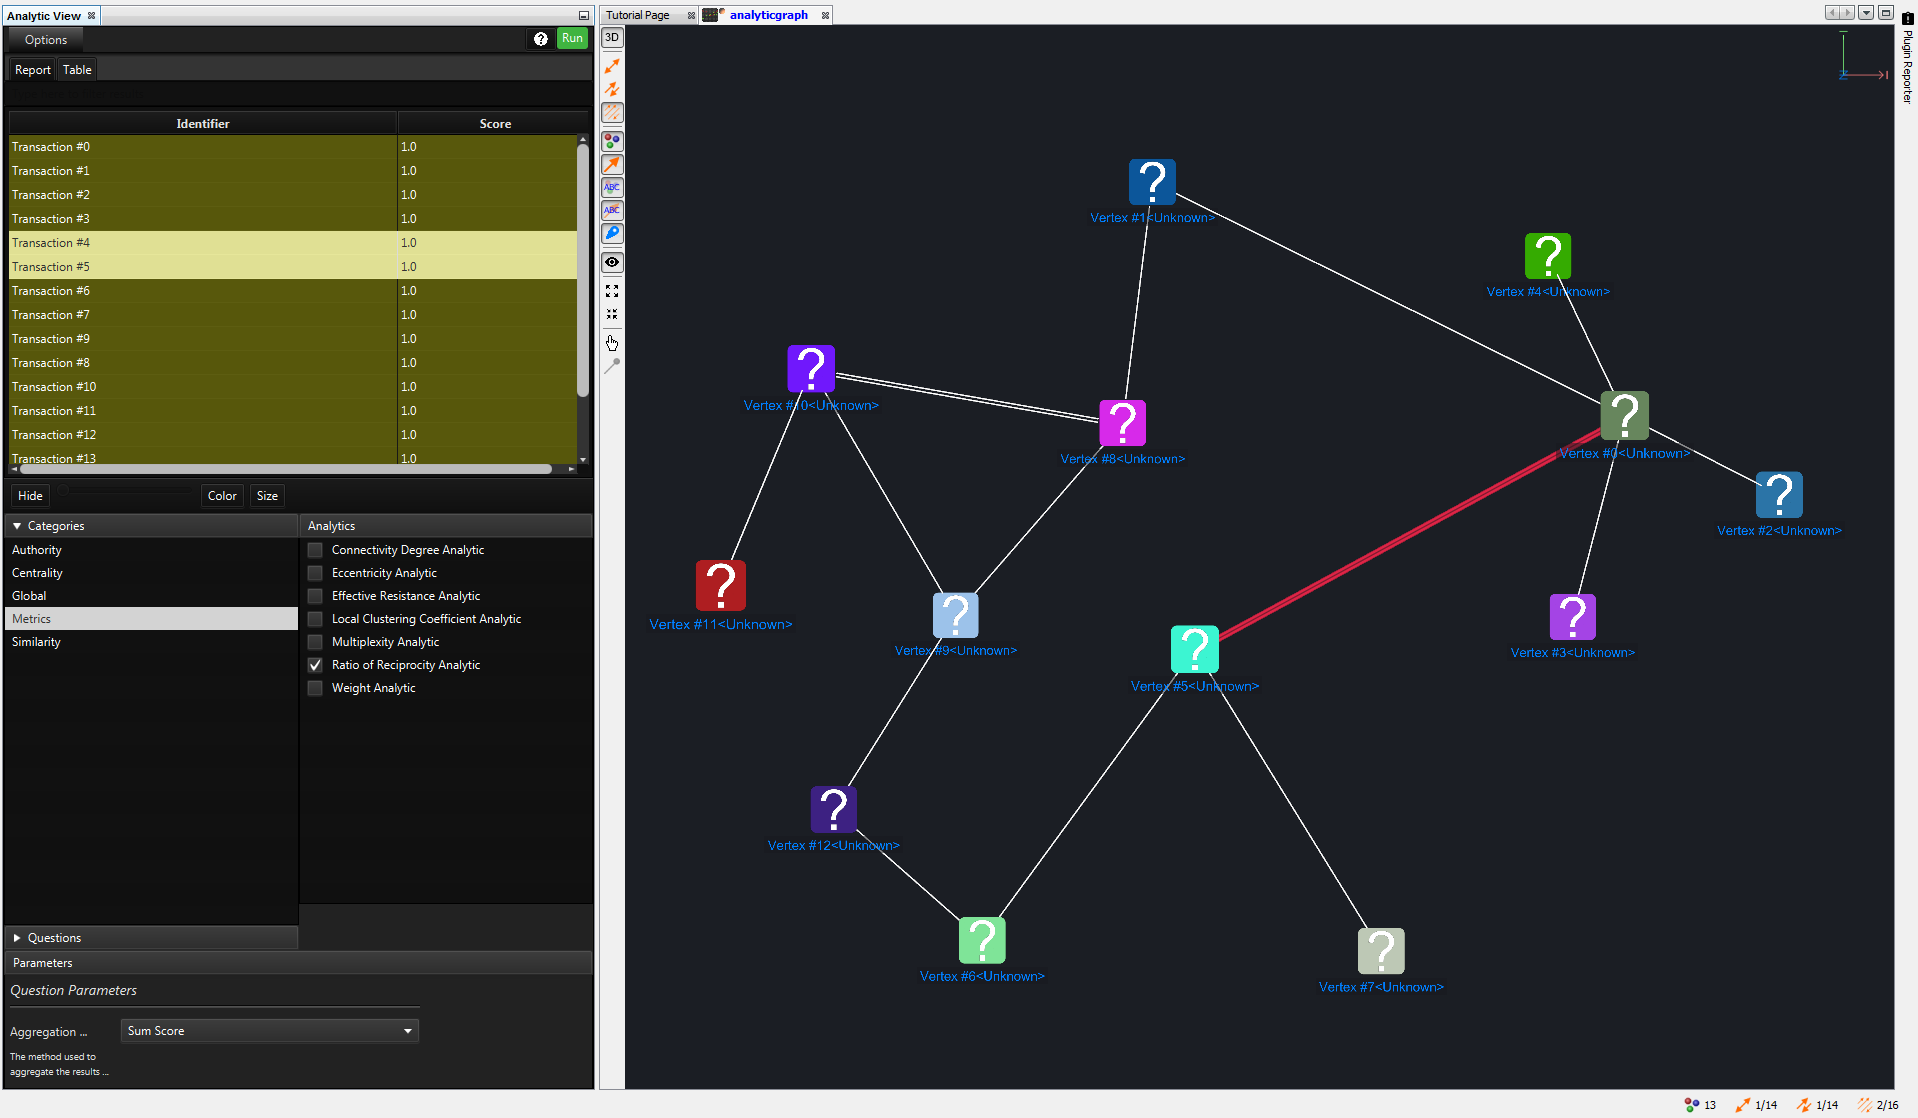 Analytic View
Tutorial Page
analyticgraph
Options
?
Run
Report
Table
Identifier
Score
Transaction #0
1.0
Transaction #1
1.0
Transaction #2
1.0
Transaction #3
1.0
Transaction #4
1.0
Transaction #5
1.0
Transaction #6
1.0
Transaction #7
1.0
Transaction #9
1.0
Transaction #8
1.0
Transaction #10
1.0
Transaction #11
1.0
Transaction #12
1.0
Transaction #13
1.0
Hide
Color
Size
Categories
Authority
Centrality
Global
Metrics
Similarity
Analytics
Connectivity Degree Analytic
Eccentricity Analytic
Effective Resistance Analytic
Local Clustering Coefficient Analytic
Multiplexity Analytic
Ratio of Reciprocity Analytic
Weight Analytic
Questions
Parameters
Question Parameters
Aggregation ...
Sum Score
The method used to
aggregate the results ...
3D
ABC
ABC
?
Vertex #1<Unknown>
?
Vertex #4<Unknown>
?
Vertex #10<Unknown>
?
Vertex #8<Unknown>
?
Vertex #0<Unknown>
?
Vertex #2<Unknown>
?
Vertex #11<Unknown>
?
Vertex #9<Unknown>
?
Vertex #3<Unknown>
?
Vertex #5<Unknown>
?
Vertex #12<Unknown>
?
Vertex #6<Unknown>
?
Vertex #7<Unknown>
Plugin Reporter
13
1/14
1/14
2/16